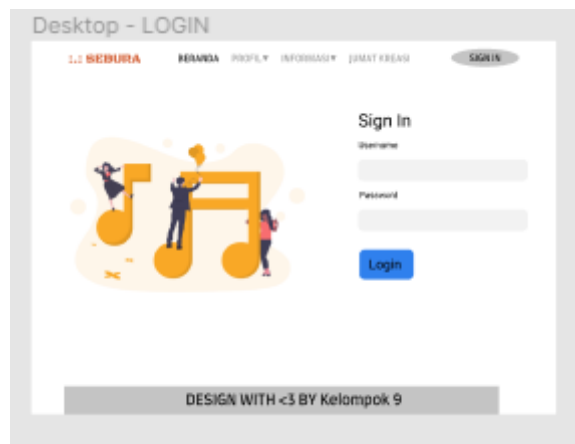 Desktop - LOGIN
:.: SEBURA BERANDA PROFIL▼ INFORMASI▼ JUMAT KREASI SIGN IN
Sign In
Username
Password
Login
DESIGN WITH <3 BY Kelompok 9